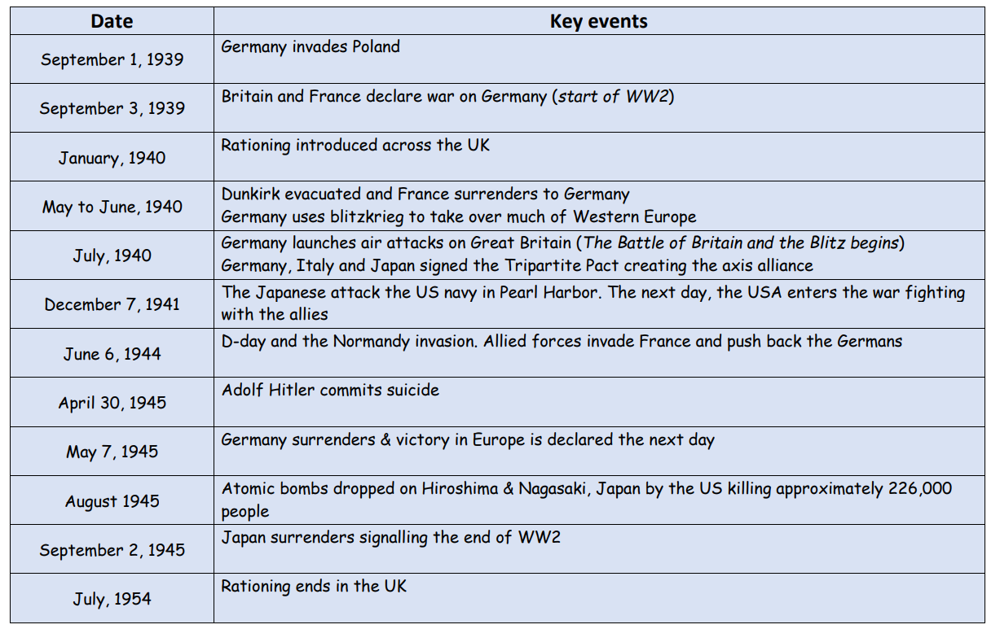 Date Key events
September 1, 1939 Germany invades Poland
September 3, 1939 Britain and France declare war on Germany (start of WW2)
January, 1940 Rationing introduced across the UK
May to June, 1940 Dunkirk evacuated and France surrenders to Germany
Germany uses blitzkrieg to take over much of Western Europe
July, 1940 Germany launches air attacks on Great Britain (The Battle of Britain and the Blitz begins)
Germany, Italy and Japan signed the Tripartite Pact creating the axis alliance
December 7, 1941 The Japanese attack the US navy in Pearl Harbor. The next day, the USA enters the war fighting
with the allies
June 6, 1944 D-day and the Normandy invasion. Allied forces invade France and push back the Germans
April 30, 1945 Adolf Hitler commits suicide
May 7, 1945 Germany surrenders & victory in Europe is declared the next day
August 1945 Atomic bombs dropped on Hiroshima & Nagasaki, Japan by the US killing approximately 226,000
people
September 2, 1945 Japan surrenders signalling the end of WW2
July, 1954 Rationing ends in the UK